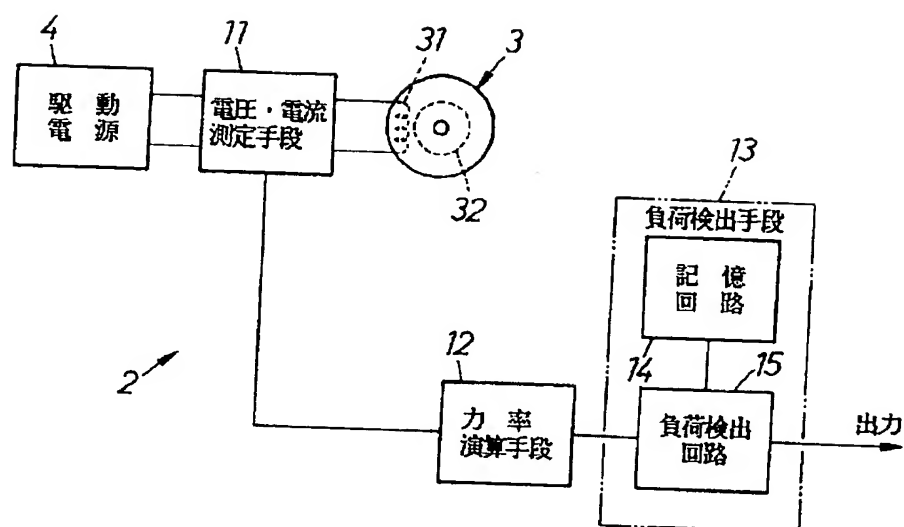 4
駆動
電源
11
電圧・電流
測定手段
31
3
32
13
負荷検出手段
記憶
回路
14
15
負荷検出
回路
出力
12
力率
演算手段
2